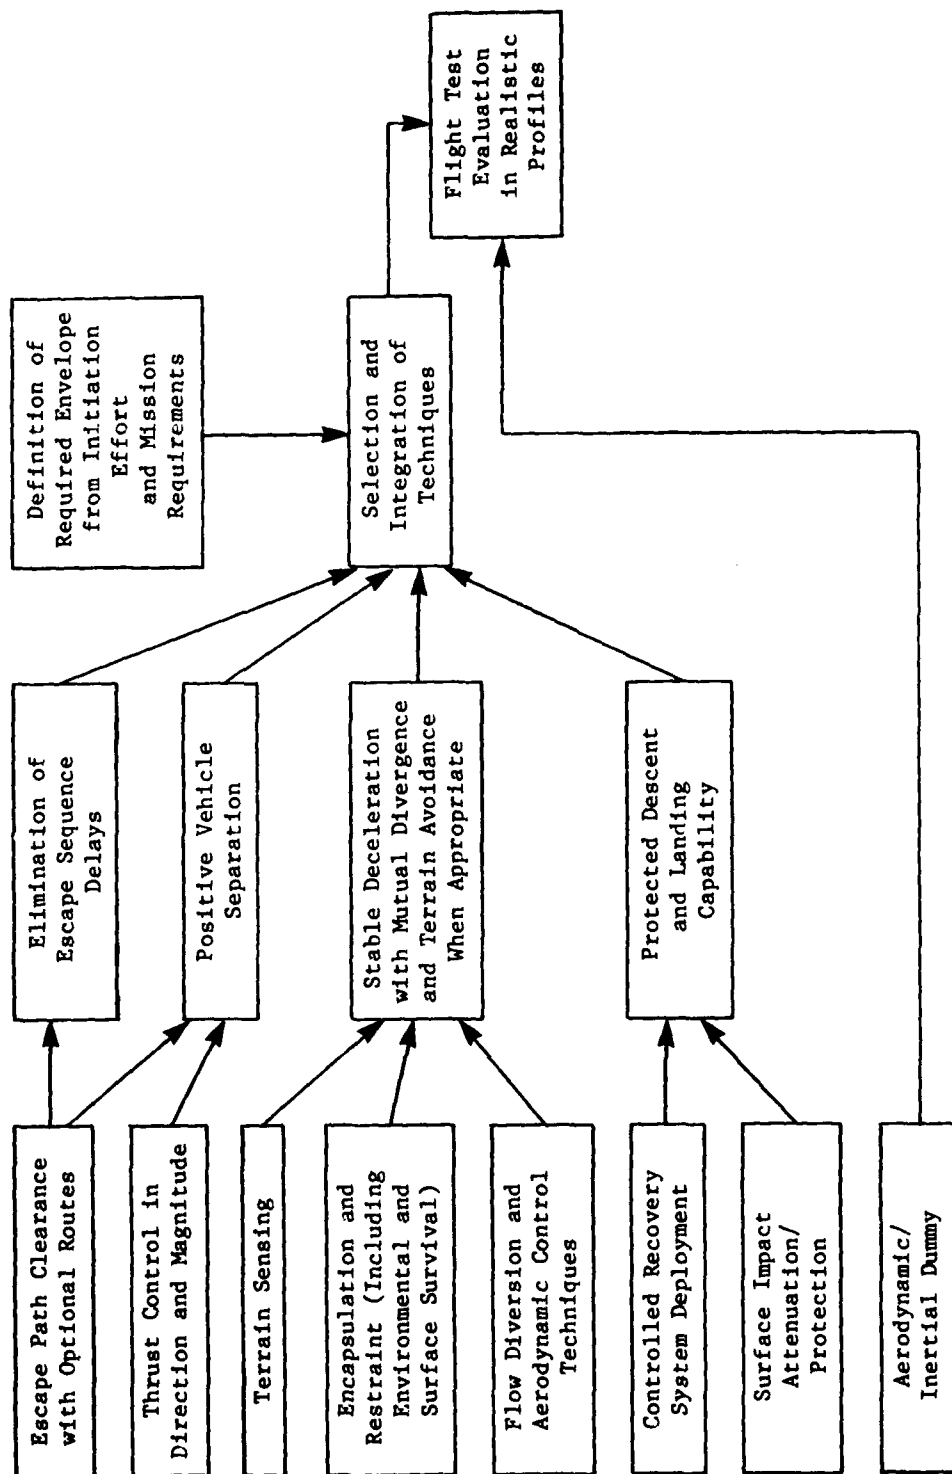 Escape Path Clearance
with Optional Routes
Thrust Control in
Direction and Magnitude
Terrain Sensing
Encapsulation and
Restraint (Including
Environmental and
Surface Survival)
Flow Diversion and
Aerodynamic Control
Techniques
Controlled Recovery
System Deployment
Surface Impact
Attenuation/
Protection
Aerodynamic/
Inertial Dummy
Elimination of
Escape Sequence
Delays
Positive Vehicle
Separation
Stable Deceleration
with Mutual Divergence
and Terrain Avoidance
When Appropriate
Protected Descent
and Landing
Capability
Definition of
Required Envelope
from Initiation
Effort
and Mission
Requirements
Selection and
Integration of
Techniques
Flight Test
Evaluation
in Realistic
Profiles